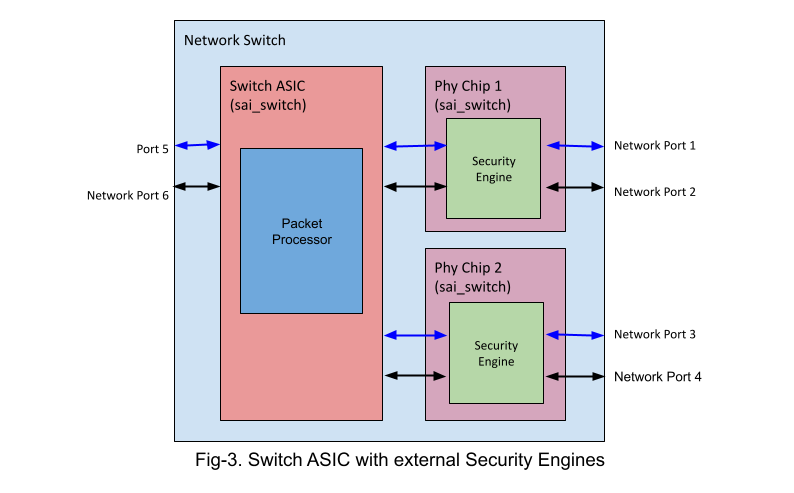 Network Switch
Switch ASIC
(sai_switch)
Phy Chip 1
(sai_switch)
Security
Engine
Port 5
Network Port 6
Network Port 1
Network Port 2
Packet
Processor
Phy Chip 2
(sai_switch)
Security
Engine
Network Port 3
Network Port 4
Fig-3. Switch ASIC with external Security Engines